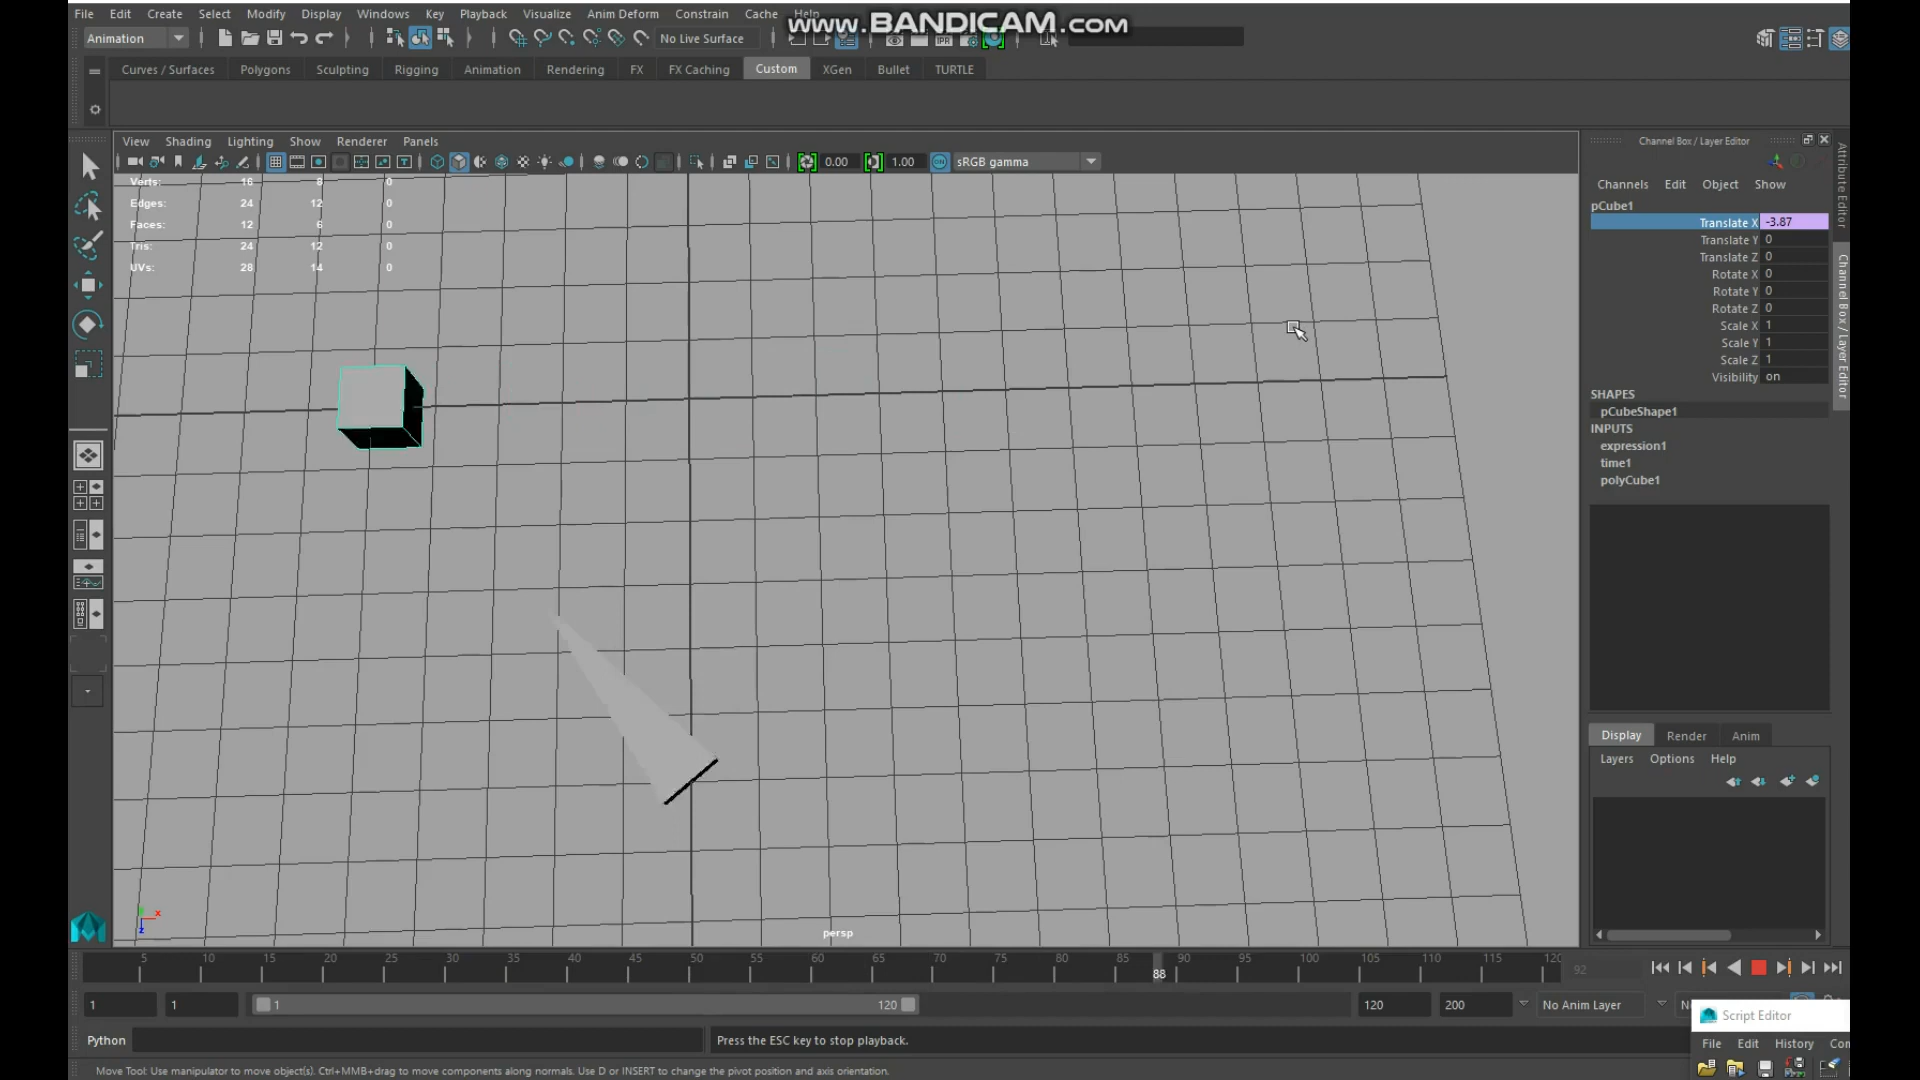 File Edit Create Select Modify Display Windows Key Playback Visualize Anim Deform Constrain Cache Help
www.BANDICAM.com
Animation No Live Surface
Curves / Surfaces Polygons Sculpting Rigging Animation Rendering FX FX Caching Custom XGen Bullet TURTLE
View Shading Lighting Show Renderer Panels
0.00 1.00 sRGB gamma
Verts: 16 8 0
Edges: 24 12 0
Faces: 12 6 0
Tris: 24 12 0
UVs: 28 14 0
persp
x
z
Channel Box / Layer Editor
Channels Edit Object Show
pCube1
Translate X -3.87
Translate Y 0
Translate Z 0
Rotate X 0
Rotate Y 0
Rotate Z 0
Scale X 1
Scale Y 1
Scale Z 1
Visibility on
SHAPES
pCubeShape1
INPUTS
expression1
time1
polyCube1
Attribute Editor
Channel Box / Layer Editor
Display Render Anim
Layers Options Help
5 10 15 20 25 30 35 40 45 50 55 60 65 70 75 80 85 90 95 100 105 110 115 120
88
92
1 1 1 120 120 200 No Anim Layer
Script Editor
File Edit History
Python Press the ESC key to stop playback.
Move Tool: Use manipulator to move object(s). Ctrl+MMB+drag to move components along normals. Use D or INSERT to change the pivot position and axis orientation.